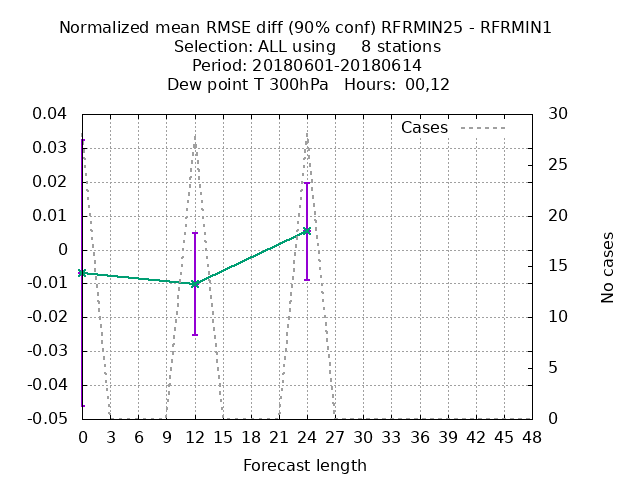 Normalized mean RMSE diff (90% conf) RFRMIN25 - RFRMIN1
Selection: ALL using 8 stations
Period: 20180601-20180614
Dew point T 300hPa Hours: 00,12
Cases
0.04
0.03
0.02
0.01
0
-0.01
-0.02
-0.03
-0.04
-0.05
30
25
20
15
10
5
0
No cases
0 3 6 9 12 15 18 21 24 27 30 33 36 39 42 45 48
Forecast length